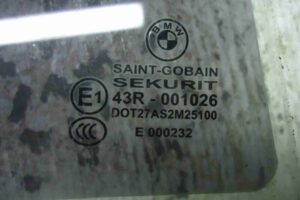 BMW
SAINT-GOBAIN
SEKURIT
E1 43R - 001026
DOT27AS2M25100
CCC
E 000232